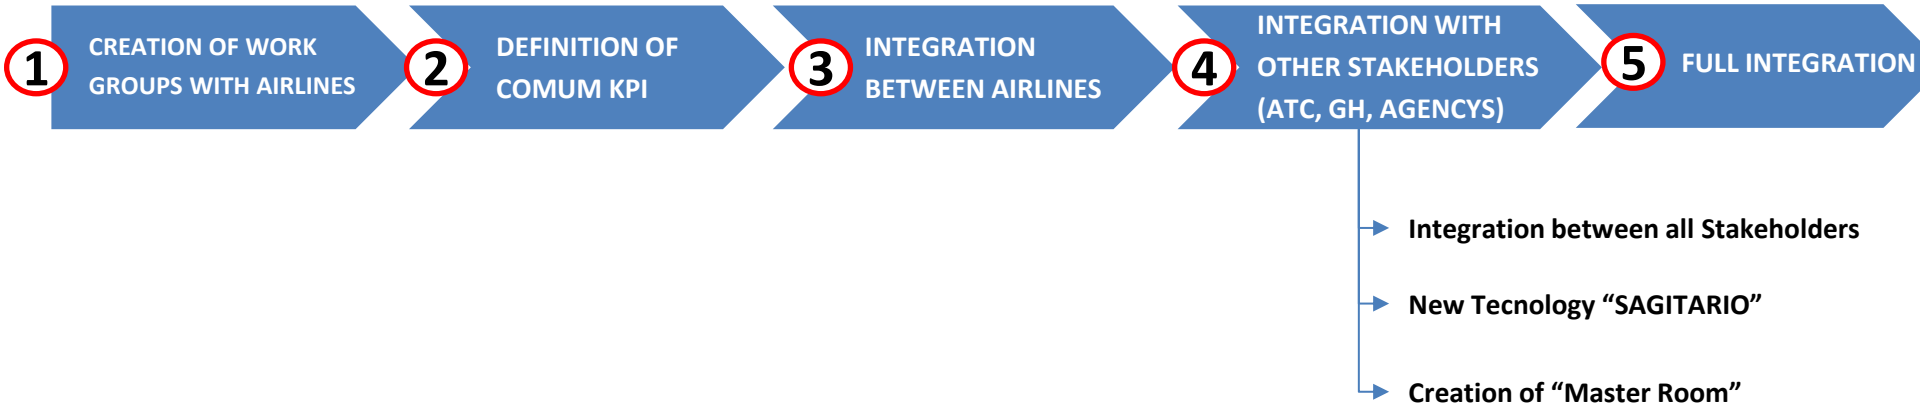 1
CREATION OF WORK
GROUPS WITH AIRLINES
2
DEFINITION OF
COMUM KPI
3
INTEGRATION
BETWEEN AIRLINES
4
INTEGRATION WITH
OTHER STAKEHOLDERS
(ATC, GH, AGENCYS)
5
FULL INTEGRATION
Integration between all Stakeholders
New Tecnology “SAGITARIO”
Creation of “Master Room”